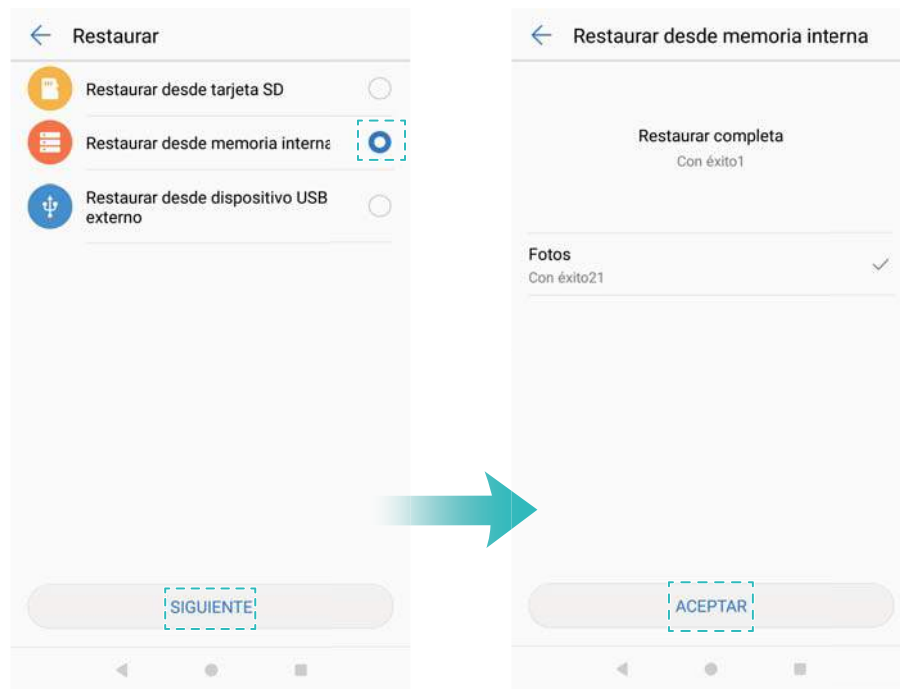 Restaurar
Restaurar desde tarjeta SD
Restaurar desde memoria interna
Restaurar desde dispositivo USB
externo
SIGUIENTE
Restaurar desde memoria interna
Restaurar completa
Con éxito1
Fotos
Con éxito21
ACEPTAR